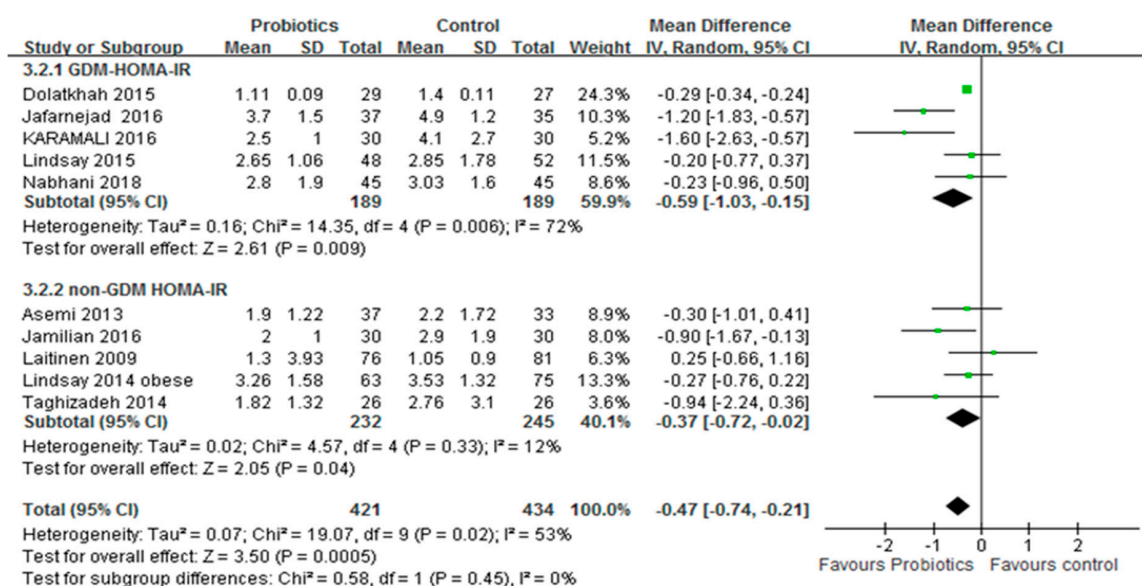 Probiotics Control Mean Difference Mean Difference
Study or Subgroup Mean SD Total Mean SD Total Weight IV, Random, 95% CI IV, Random, 95% CI
3.2.1 GDM-HOMA-IR
Dolatkhah 2015 1.11 0.09 29 1.4 0.11 27 24.3% -0.29 [-0.34, -0.24]
Jafarnejad 2016 3.7 1.5 37 4.9 1.2 35 10.3% -1.20 [-1.83, -0.57]
KARAMALI 2016 2.5 1 30 4.1 2.7 30 5.2% -1.60 [-2.63, -0.57]
Lindsay 2015 2.65 1.06 48 2.85 1.78 52 11.5% -0.20 [-0.77, 0.37]
Nabhani 2018 2.8 1.9 45 3.03 1.6 45 8.6% -0.23 [-0.96, 0.50]
Subtotal (95% CI) 189 189 59.9% -0.59 [-1.03, -0.15]
Heterogeneity: Tau² = 0.16; Chi² = 14.35, df = 4 (P = 0.006); I² = 72%
Test for overall effect: Z = 2.61 (P = 0.009)
3.2.2 non-GDM HOMA-IR
Asemi 2013 1.9 1.22 37 2.2 1.72 33 8.9% -0.30 [-1.01, 0.41]
Jamilian 2016 2 1 30 2.9 1.9 30 8.0% -0.90 [-1.67, -0.13]
Laitinen 2009 1.3 3.93 76 1.05 0.9 81 6.3% 0.25 [-0.66, 1.16]
Lindsay 2014 obese 3.26 1.58 63 3.53 1.32 75 13.3% -0.27 [-0.76, 0.22]
Taghizadeh 2014 1.82 1.32 26 2.76 3.1 26 3.6% -0.94 [-2.24, 0.36]
Subtotal (95% CI) 232 245 40.1% -0.37 [-0.72, -0.02]
Heterogeneity: Tau² = 0.02; Chi² = 4.57, df = 4 (P = 0.33); I² = 12%
Test for overall effect: Z = 2.05 (P = 0.04)
Total (95% CI) 421 434 100.0% -0.47 [-0.74, -0.21]
Heterogeneity: Tau² = 0.07; Chi² = 19.07, df = 9 (P = 0.02); I² = 53%
Test for overall effect: Z = 3.50 (P = 0.0005)
Test for subgroup differences: Chi² = 0.58, df = 1 (P = 0.45), I² = 0%
-2 -1 0 1 2
Favours Probiotics Favours control